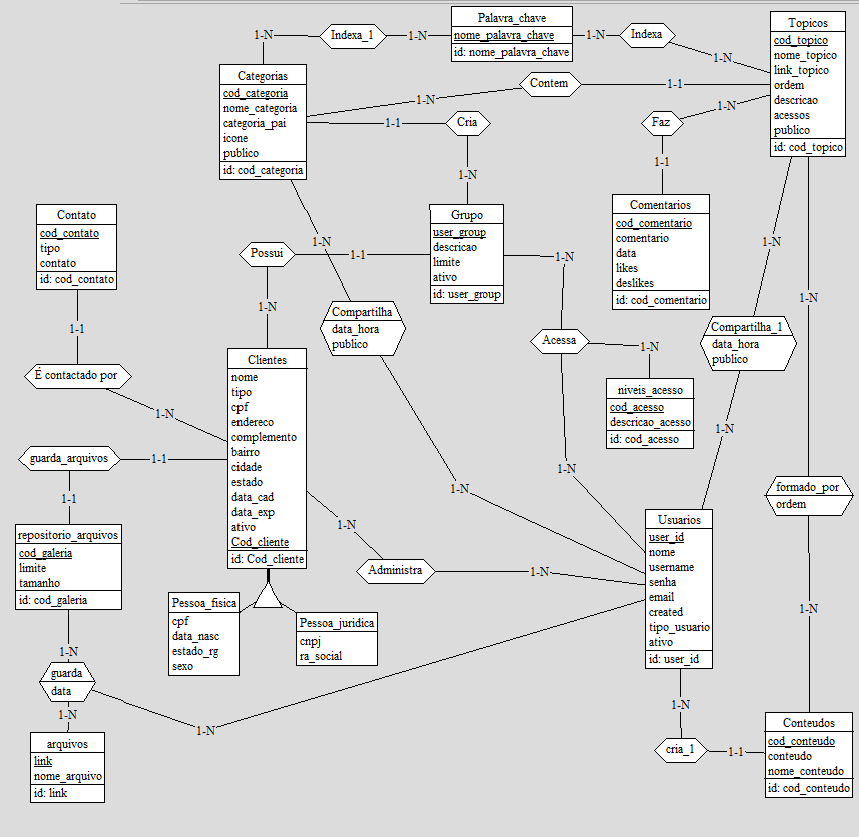 Palavra_chave
nome_palavra_chave
id: nome_palavra_chave
1-N
Indexa_1
1-N
1-N
Indexa
1-N
Topicos
cod_topico
nome_topico
link_topico
ordem
descricao
acessos
publico
id: cod_topico
Categorias
cod_categoria
nome_categoria
categoria_pai
icone
publico
id: cod_categoria
1-N
Contem
1-1
1-1
Cria
1-N
Faz
1-N
1-1
Comentarios
cod_comentario
comentario
data
likes
deslikes
id: cod_comentario
Contato
cod_contato
tipo
contato
id: cod_contato
Grupo
user_group
descricao
limite
ativo
id: user_group
Possui
1-1
1-N
1-N
1-N
1-N
Compartilha
data_hora
publico
1-N
Acessa
1-N
1-N
Compartilha_1
data_hora
publico
1-N
1-1
É contactado por
1-N
Clientes
nome
tipo
cpf
endereco
complemento
bairro
cidade
estado
data_cad
data_exp
ativo
Cod_cliente
id: Cod_cliente
niveis_acesso
cod_acesso
descricao_acesso
id: cod_acesso
1-N
guarda_arquivos
1-1
1-1
1-N
1-N
formado_por
ordem
1-N
repositorio_arquivos
cod_galeria
limite
tamanho
id: cod_galeria
1-N
Administra
1-N
Usuarios
user_id
nome
username
senha
email
created
tipo_usuario
ativo
id: user_id
Pessoa_fisica
cpf
data_nasc
estado_rg
sexo
Pessoa_juridica
cnpj
ra_social
1-N
guarda
data
1-N
1-N
arquivos
link
nome_arquivo
id: link
1-N
cria_1
1-1
Conteudos
cod_conteudo
conteudo
nome_conteudo
id: cod_conteudo